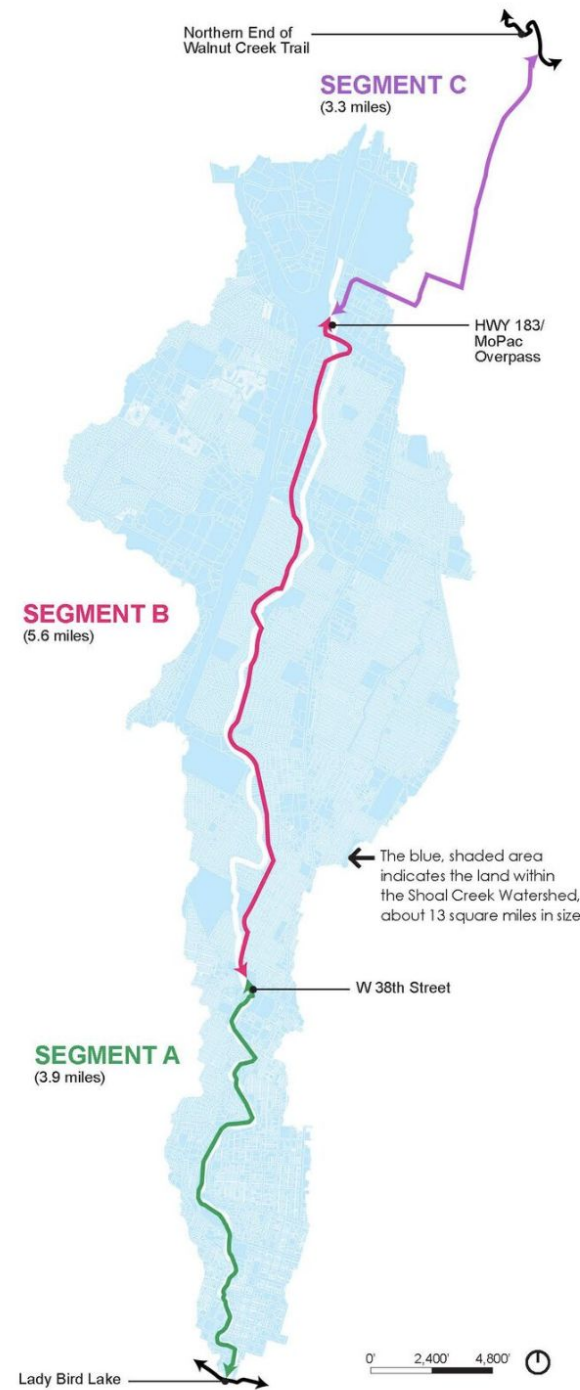 Northern End of
Walnut Creek Trail
SEGMENT C
(3.3 miles)
HWY 183/
MoPac
Overpass
SEGMENT B
(5.6 miles)
The blue, shaded area
indicates the land within
the Shoal Creek Watershed,
about 13 square miles in size
W 38th Street
SEGMENT A
(3.9 miles)
Lady Bird Lake
0' 2,400' 4,800'